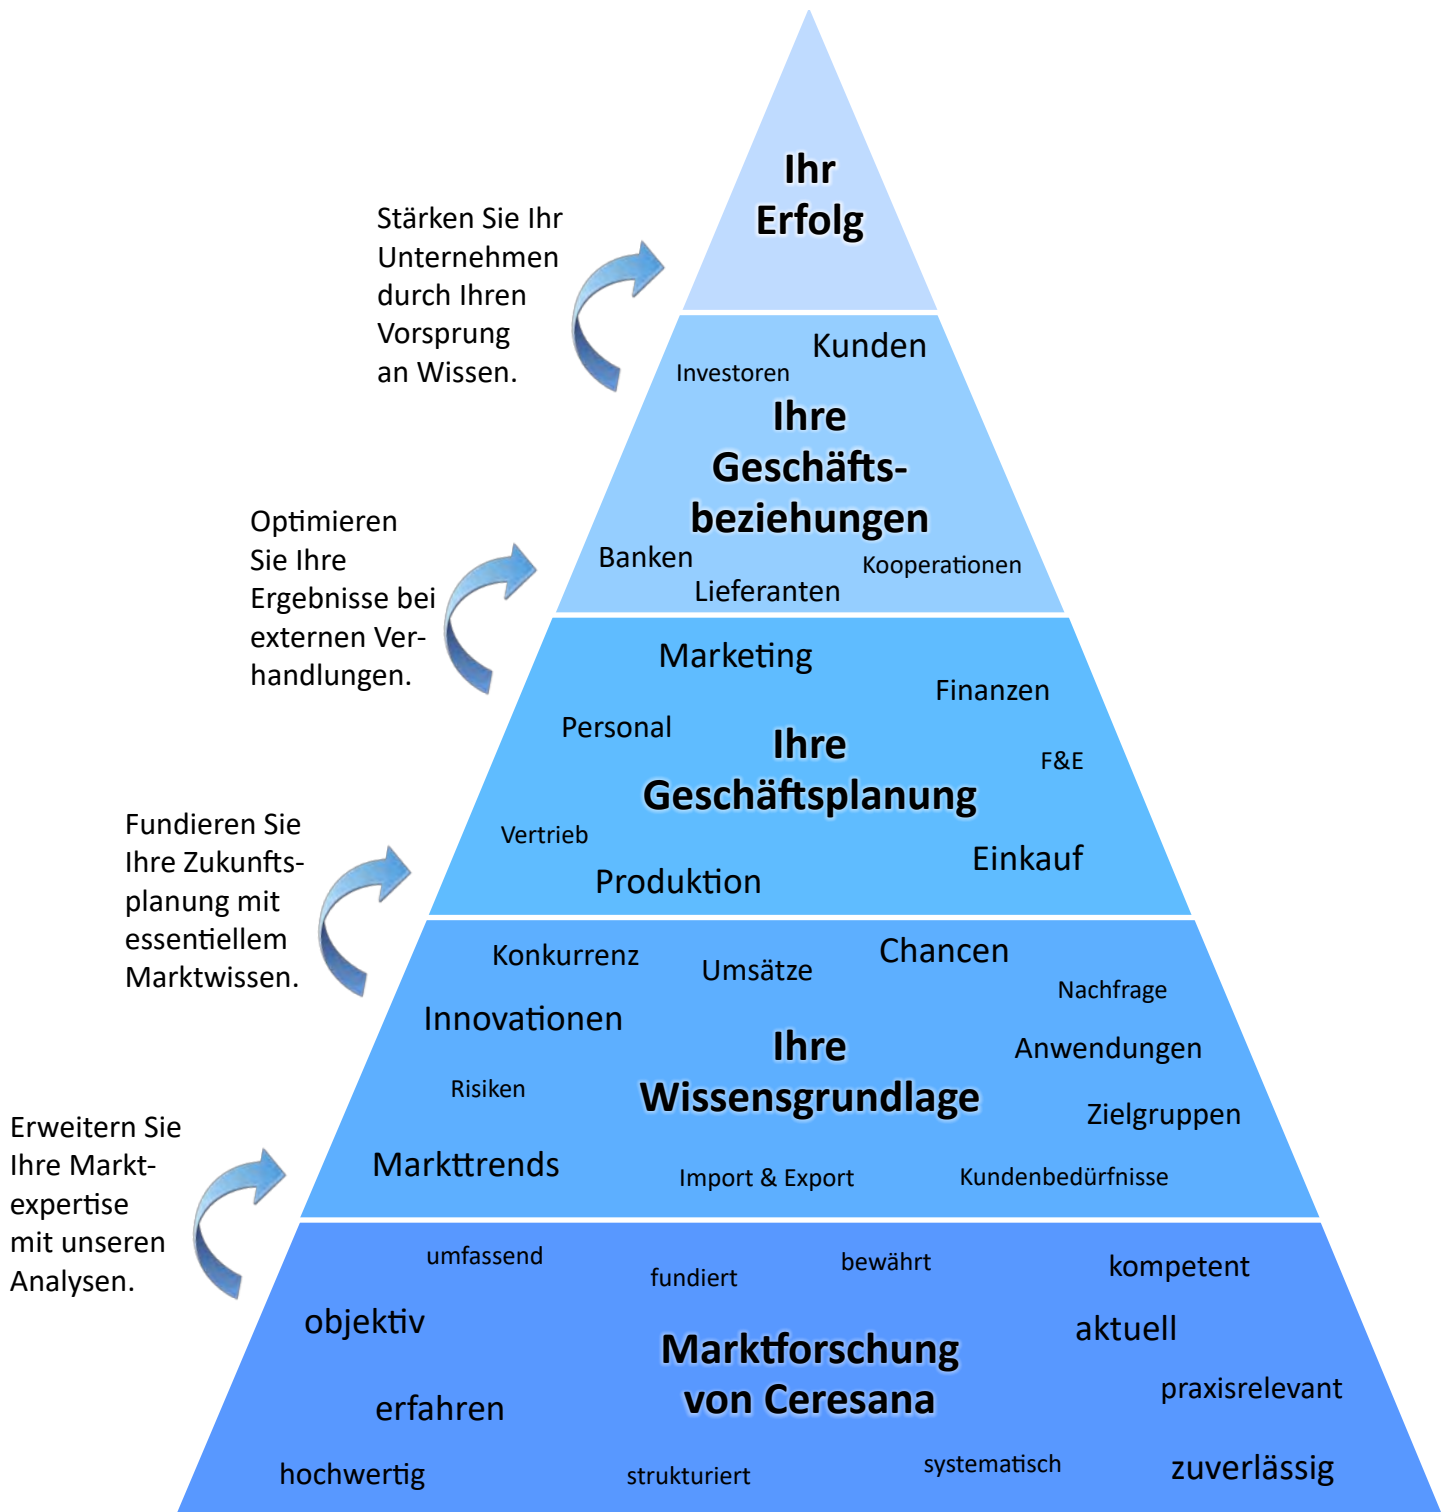 Ihr
Erfolg
Stärken Sie Ihr
Unternehmen
durch Ihren
Vorsprung
an Wissen.
Kunden
Investoren
Ihre
Geschäfts-
beziehungen
Banken
Kooperationen
Lieferanten
Optimieren
Sie Ihre
Ergebnisse bei
externen Ver-
handlungen.
Marketing
Finanzen
Personal
Ihre
Geschäftsplanung
F&E
Vertrieb
Einkauf
Produktion
Fundieren Sie
Ihre Zukunfts-
planung mit
essentiellem
Marktwissen.
Konkurrenz
Umsätze
Chancen
Nachfrage
Innovationen
Ihre
Wissensgrundlage
Anwendungen
Risiken
Zielgruppen
Markttrends
Import & Export
Kundenbedürfnisse
Erweitern Sie
Ihre Markt-
expertise
mit unseren
Analysen.
umfassend
fundiert
bewährt
kompetent
objektiv
aktuell
Marktforschung
von Ceresana
praxisrelevant
erfahren
hochwertig
strukturiert
systematisch
zuverlässig